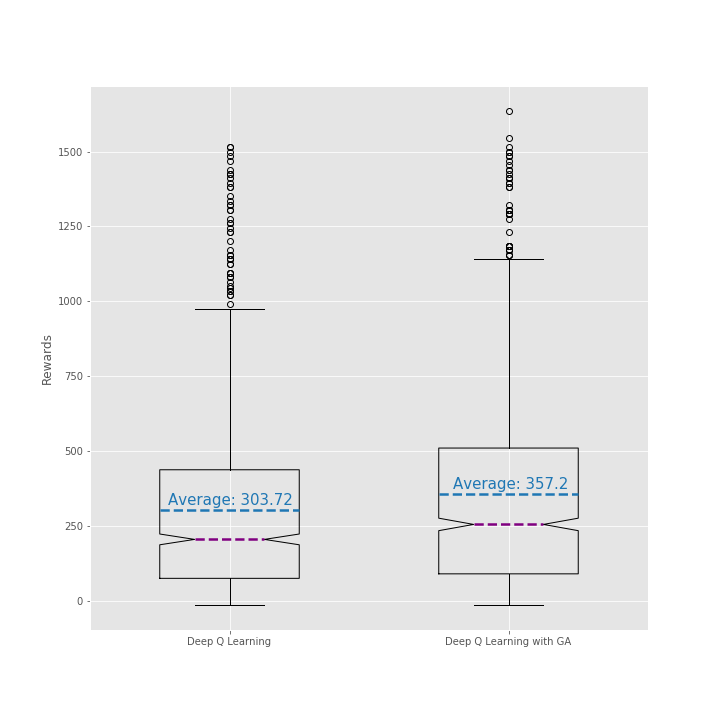 1500
1250
1000
750
500
250
0
Rewards
Average: 303.72
Average: 357.2
Deep Q Learning
Deep Q Learning with GA